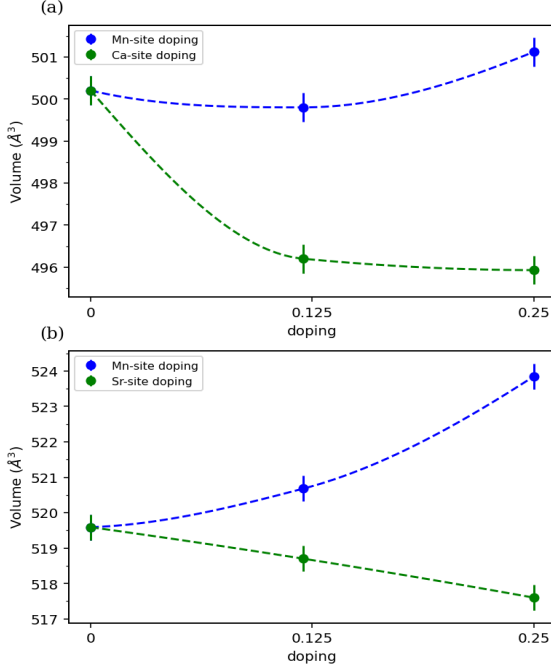 (a)
Mn-site doping
Ca-site doping
501
500
499
498
497
496
Volume (Å³)
0
0.125
0.25
doping
(b)
Mn-site doping
Sr-site doping
524
523
522
521
520
519
518
517
Volume (Å³)
0
0.125
0.25
doping